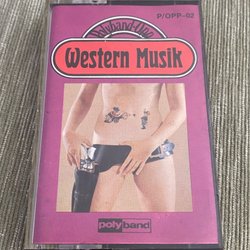 P/OPP-02
Western Musik
polyband